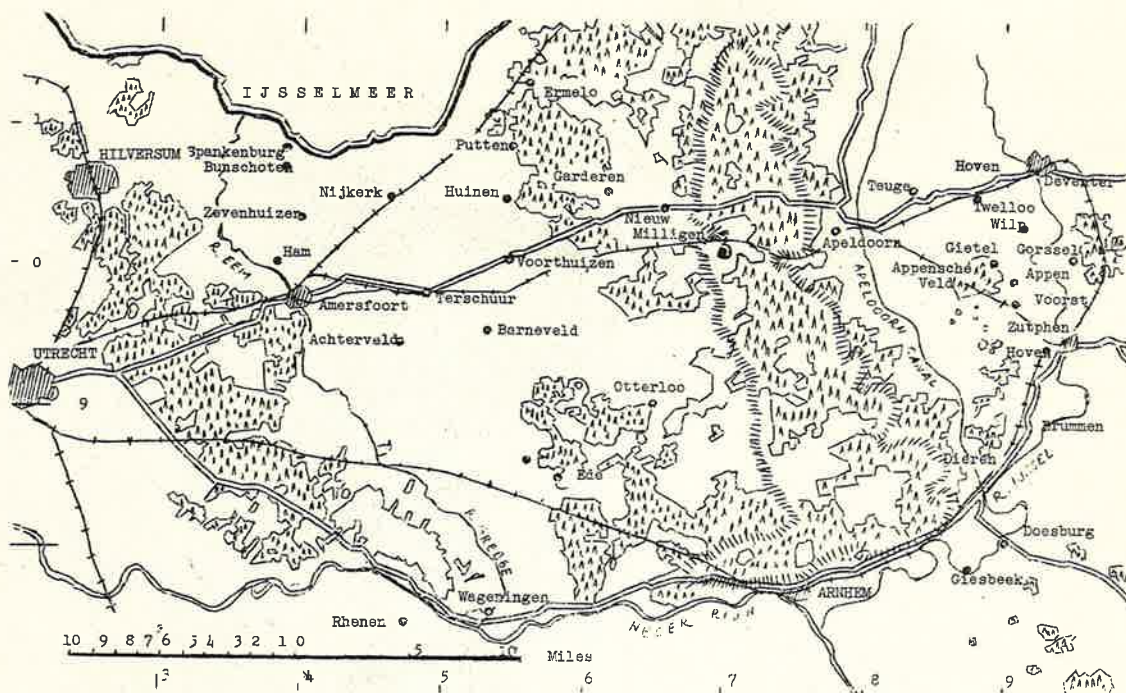 1
IJSSELMEER
Ermelo
HILVERSUM
Spankenburg
Bunschoten
Putten
Garderen
Hoven
Deventer
Nijkerk
Huinen
Teuge
Twelloo
Zevenhuizen
Nieuw
Milligen
Wilp
R. EEM
Ham
Apeldoorn
Gietel
Gorssel
0
Voorthuizen
Appensche
Veld
Appen
APELDOORN CANAL
Terschuur
Amersfoort
Voorst
Barneveld
Achterveld
Zutphen
Hoven
UTRECHT
Otterloo
9
Brummen
Ede
Dieren
R. IJSSEL
Doesburg
Giesbeek
Wageningen
ARNHEM
Rhenen
NEDER RIJN
10 9 8 7 6 5 4 3 2 1 0
5 10 Miles
3 4 5 6 7 8 9